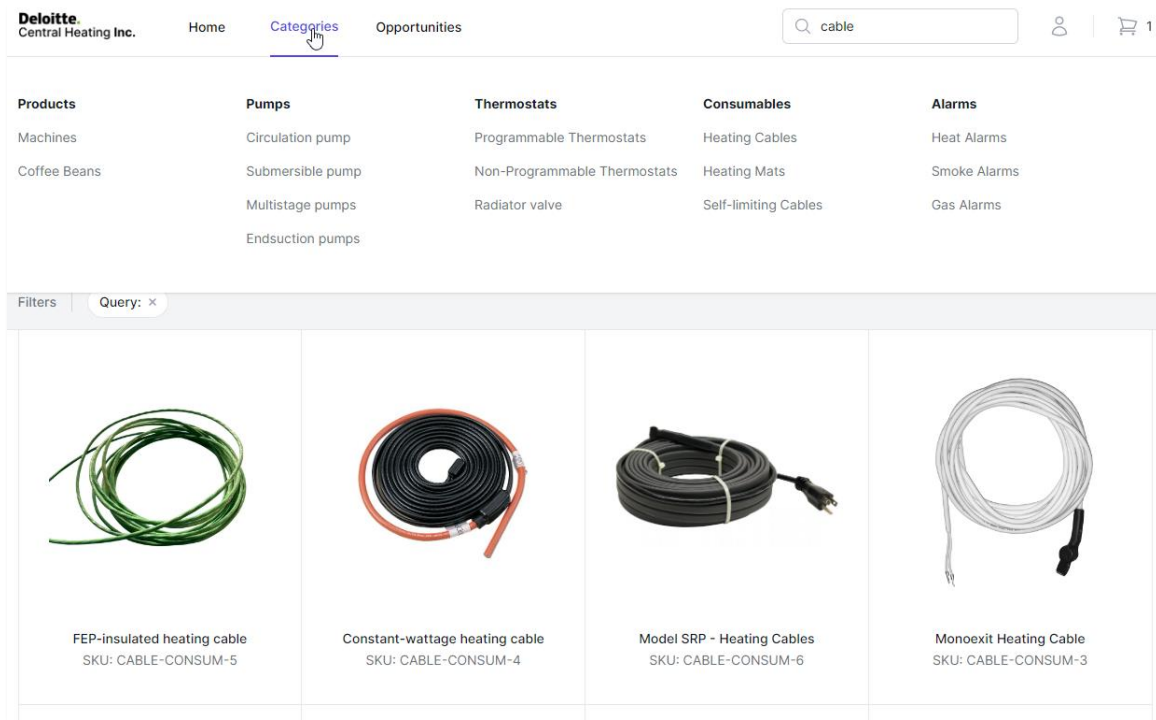 Deloitte.
Central Heating Inc.
Home
Categories
Opportunities
cable
1
Products
Machines
Coffee Beans
Pumps
Circulation pump
Submersible pump
Multistage pumps
Endsuction pumps
Thermostats
Programmable Thermostats
Non-Programmable Thermostats
Radiator valve
Consumables
Heating Cables
Heating Mats
Self-limiting Cables
Alarms
Heat Alarms
Smoke Alarms
Gas Alarms
Filters
Query: ×
FEP-insulated heating cable
SKU: CABLE-CONSUM-5
Constant-wattage heating cable
SKU: CABLE-CONSUM-4
Model SRP - Heating Cables
SKU: CABLE-CONSUM-6
Monoexit Heating Cable
SKU: CABLE-CONSUM-3